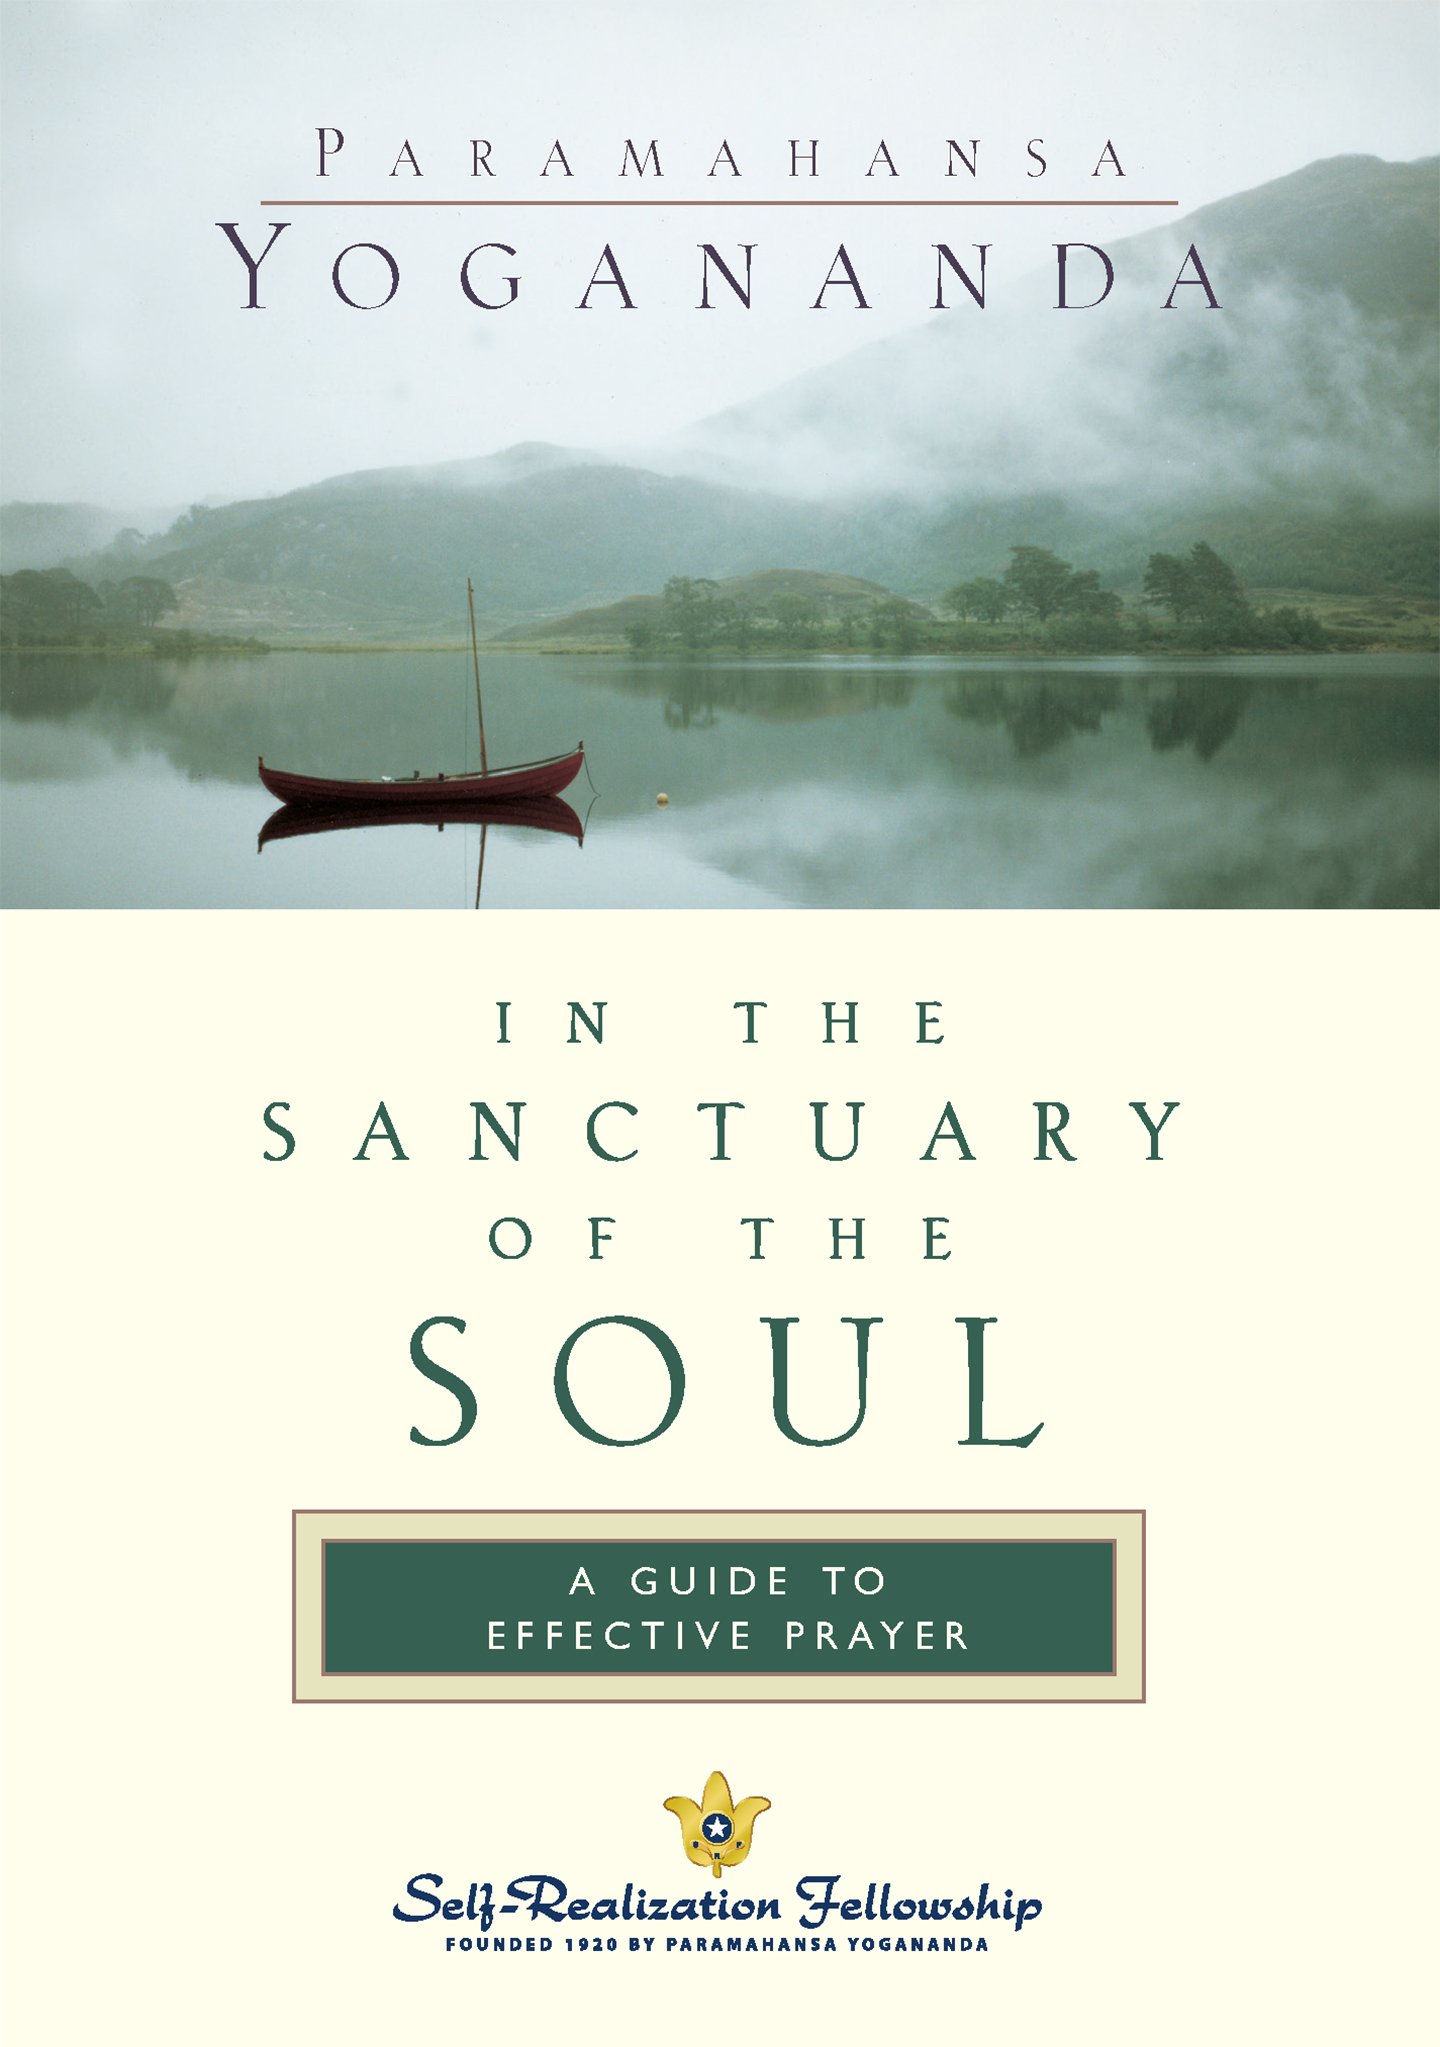 PARAMAHANSA
YOGANANDA
IN THE
SANCTUARY
OF THE
SOUL
A GUIDE TO
EFFECTIVE PRAYER
S R F
Self-Realization Fellowship
FOUNDED 1920 BY PARAMAHANSA YOGANANDA